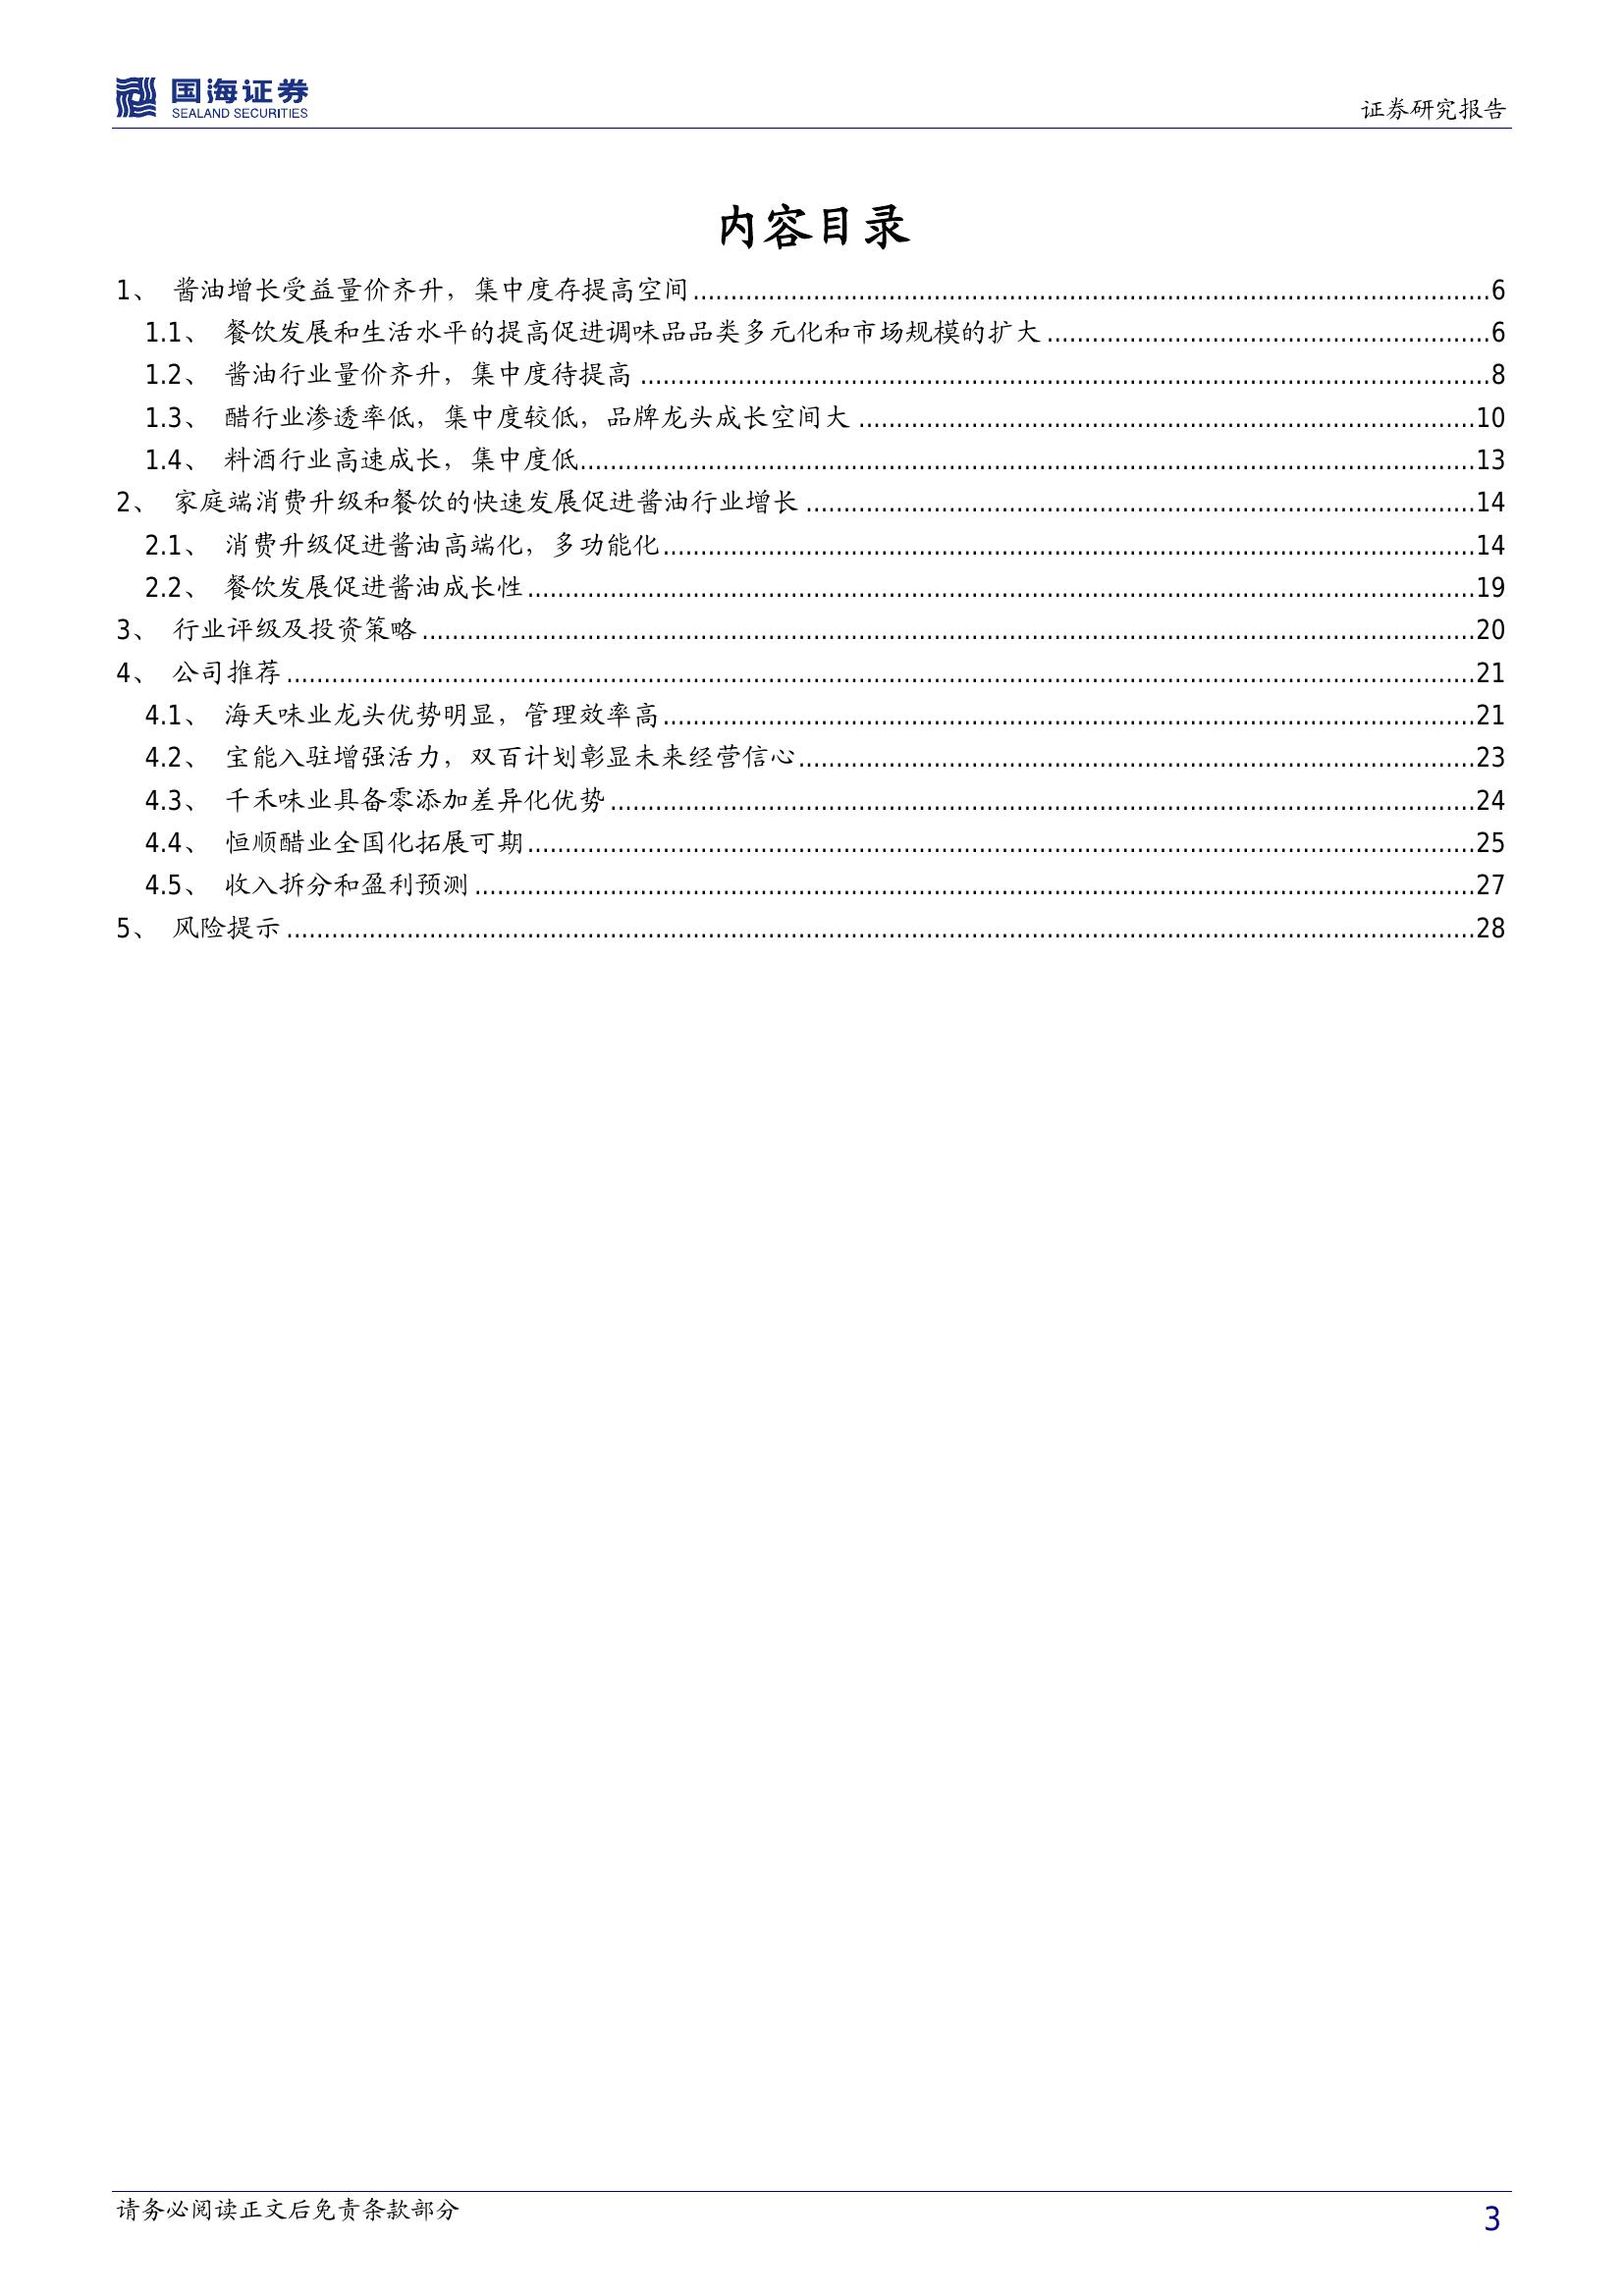 国海证券
SEALAND SECURITIES
证券研究报告
内容目录
1、 酱油增长受益量价齐升，集中度存提高空间........6
1.1、 餐饮发展和生活水平的提高促进调味品品类多元化和市场规模的扩大........6
1.2、 酱油行业量价齐升，集中度待提高........8
1.3、 醋行业渗透率低，集中度较低，品牌龙头成长空间大........10
1.4、 料酒行业高速成长，集中度低........13
2、 家庭端消费升级和餐饮的快速发展促进酱油行业增长........14
2.1、 消费升级促进酱油高端化，多功能化........14
2.2、 餐饮发展促进酱油成长性........19
3、 行业评级及投资策略........20
4、 公司推荐........21
4.1、 海天味业龙头优势明显，管理效率高........21
4.2、 宝能入驻增强活力，双百计划彰显未来经营信心........23
4.3、 千禾味业具备零添加差异化优势........24
4.4、 恒顺醋业全国化拓展可期........25
4.5、 收入拆分和盈利预测........27
5、 风险提示........28
请务必阅读正文后免责条款部分
3